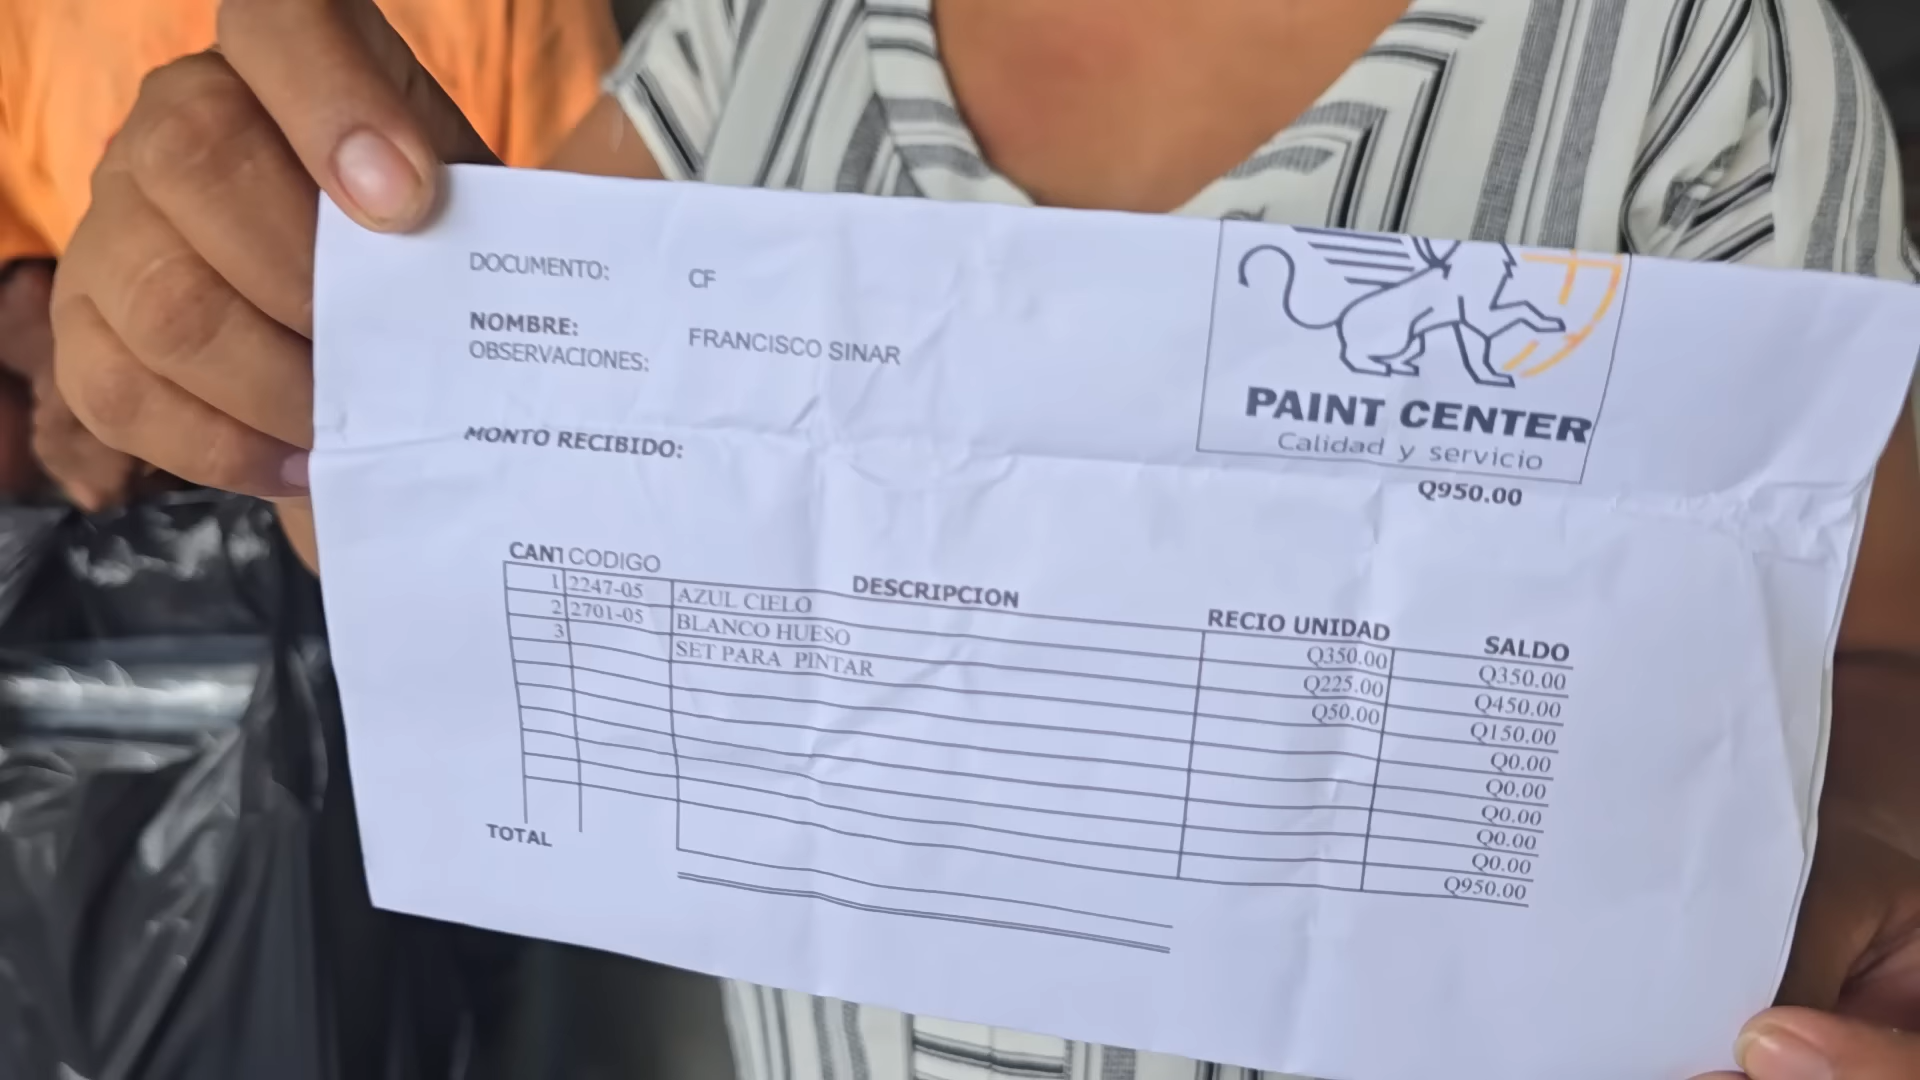 DOCUMENTO: CF
NOMBRE: FRANCISCO SINAR
OBSERVACIONES:
PAINT CENTER
Calidad y servicio
MONTO RECIBIDO: Q950.00
CANT CODIGO DESCRIPCION RECIO UNIDAD SALDO
1 2247-05 AZUL CIELO Q350.00 Q350.00
2 2701-05 BLANCO HUESO Q225.00 Q450.00
3 SET PARA PINTAR Q50.00 Q150.00
Q0.00
Q0.00
Q0.00
Q0.00
Q0.00
TOTAL Q950.00